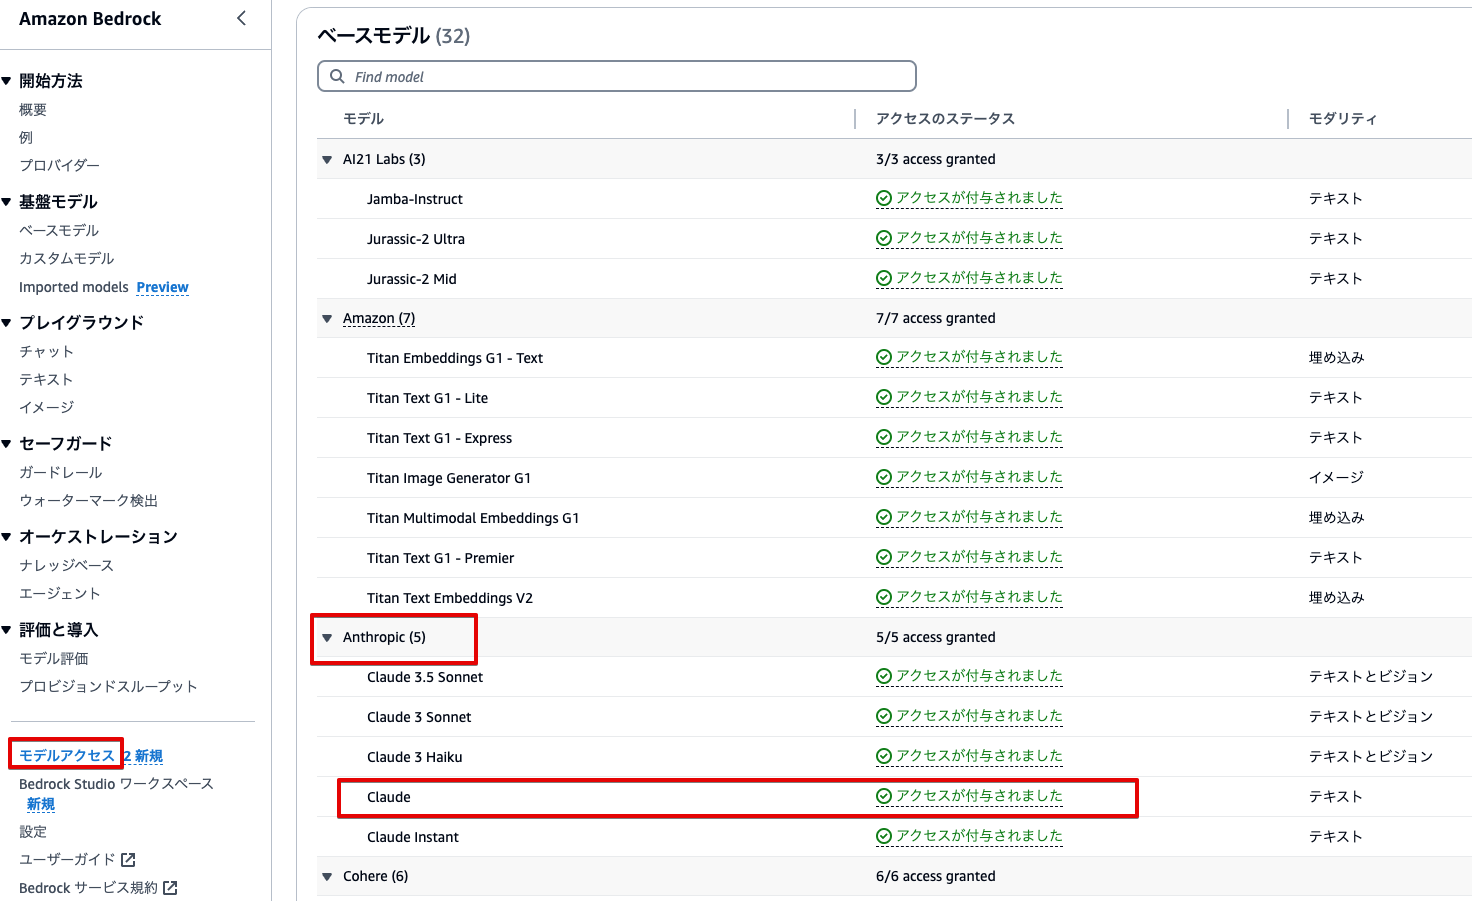 Amazon Bedrock
開始方法
概要
例
プロバイダー
基盤モデル
ベースモデル
カスタムモデル
Imported models Preview
プレイグラウンド
チャット
テキスト
イメージ
セーフガード
ガードレール
ウォーターマーク検出
オーケストレーション
ナレッジベース
エージェント
評価と導入
モデル評価
プロビジョンドスループット
モデルアクセス 2 新規
Bedrock Studio ワークスペース
新規
設定
ユーザーガイド
Bedrock サービス規約
ベースモデル (32)
Find model
モデル アクセスのステータス モダリティ
AI21 Labs (3) 3/3 access granted
Jamba-Instruct アクセスが付与されました テキスト
Jurassic-2 Ultra アクセスが付与されました テキスト
Jurassic-2 Mid アクセスが付与されました テキスト
Amazon (7) 7/7 access granted
Titan Embeddings G1 - Text アクセスが付与されました 埋め込み
Titan Text G1 - Lite アクセスが付与されました テキスト
Titan Text G1 - Express アクセスが付与されました テキスト
Titan Image Generator G1 アクセスが付与されました イメージ
Titan Multimodal Embeddings G1 アクセスが付与されました 埋め込み
Titan Text G1 - Premier アクセスが付与されました テキスト
Titan Text Embeddings V2 アクセスが付与されました 埋め込み
Anthropic (5) 5/5 access granted
Claude 3.5 Sonnet アクセスが付与されました テキストとビジョン
Claude 3 Sonnet アクセスが付与されました テキストとビジョン
Claude 3 Haiku アクセスが付与されました テキストとビジョン
Claude アクセスが付与されました テキスト
Claude Instant アクセスが付与されました テキスト
Cohere (6) 6/6 access granted